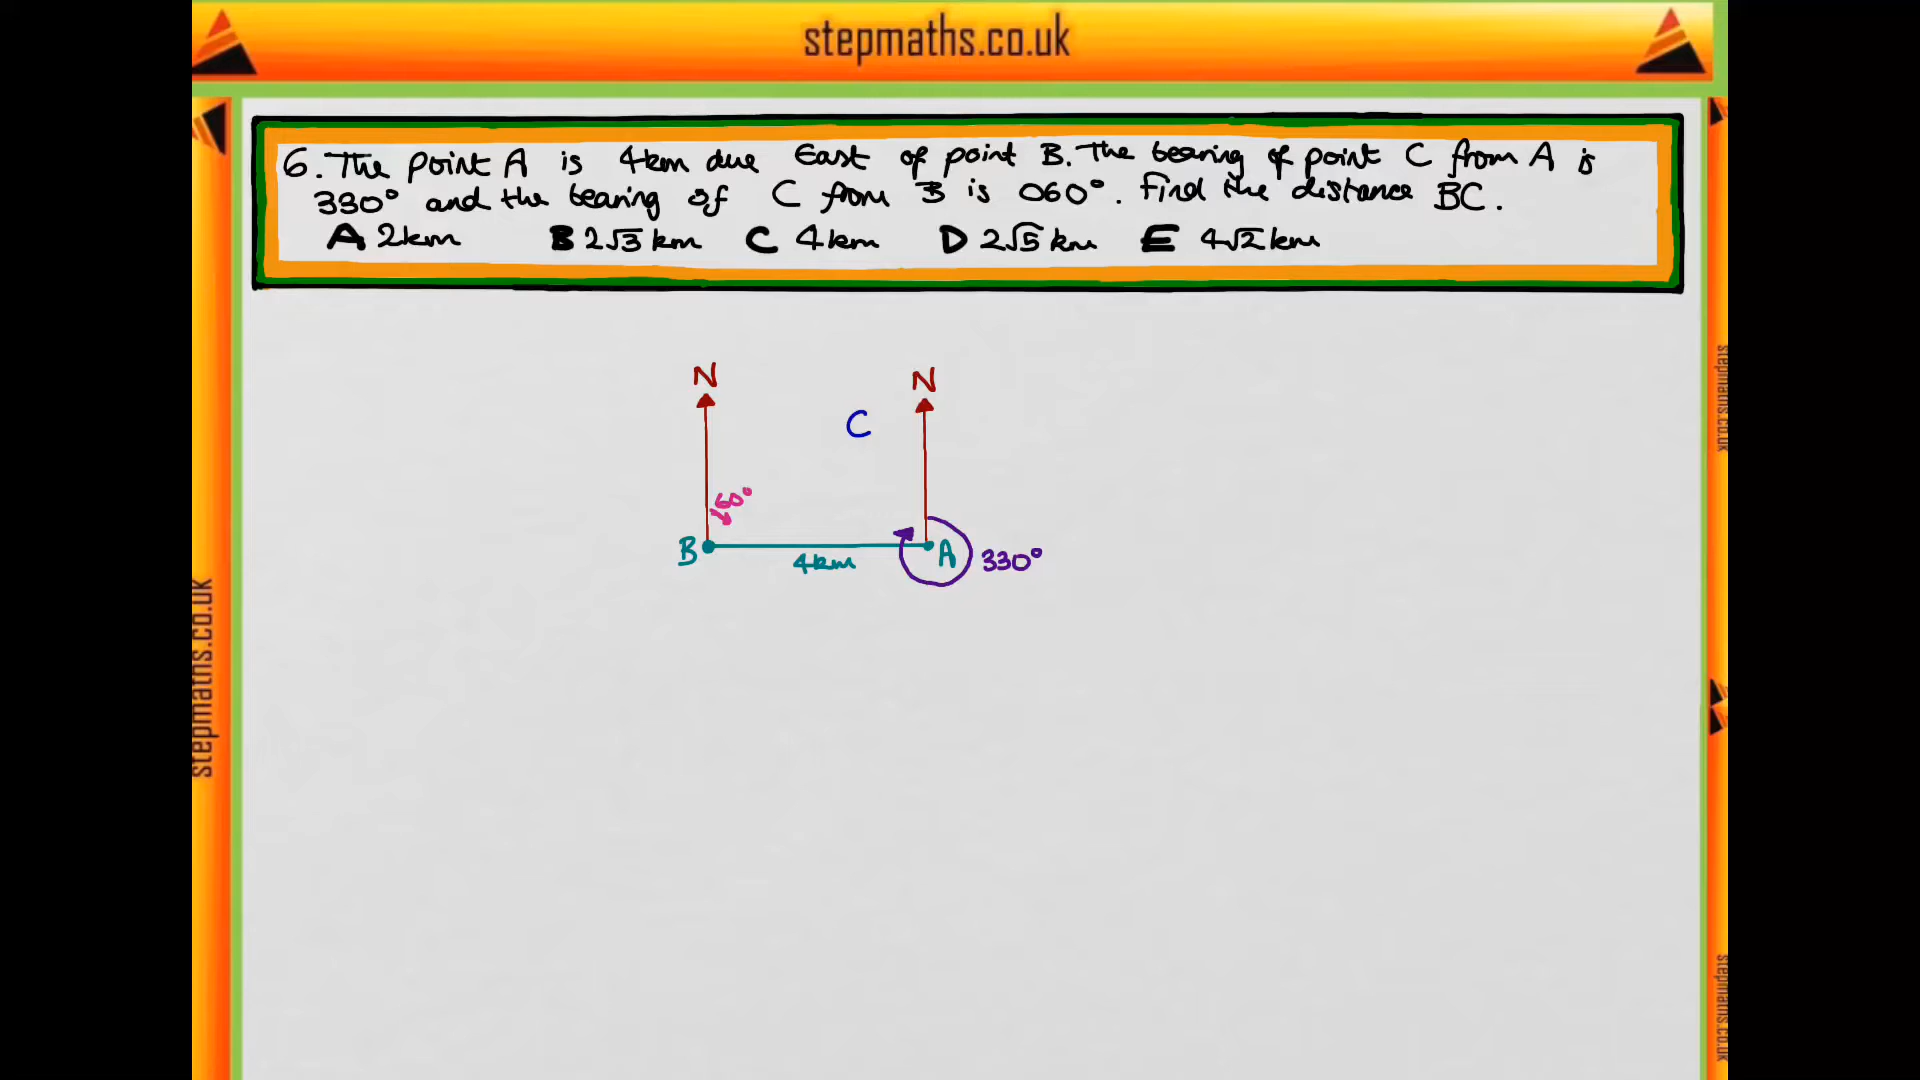 stepmaths.co.uk
6. The point A is 4km due East of point B. The bearing of point C from A is
330° and the bearing of C from B is 060°. Find the distance BC.
A 2km B 2√3 km C 4km D 2√5 km E 4√2 km
N N
C
60°
B 4km A 330°
stepmaths.co.uk
stepmaths.co.uk
stepmaths.co.uk